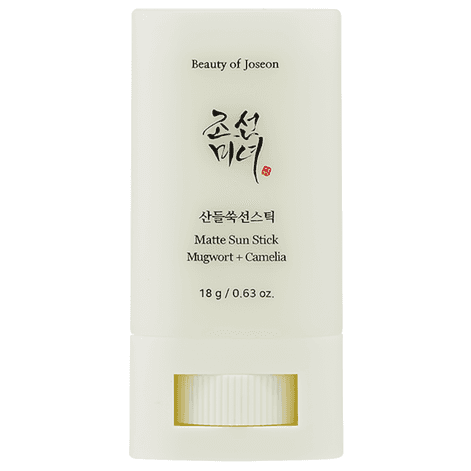 Beauty of Joseon
조선
미녀
산들쑥선스틱
Matte Sun Stick
Mugwort + Camelia
18 g / 0.63 oz.